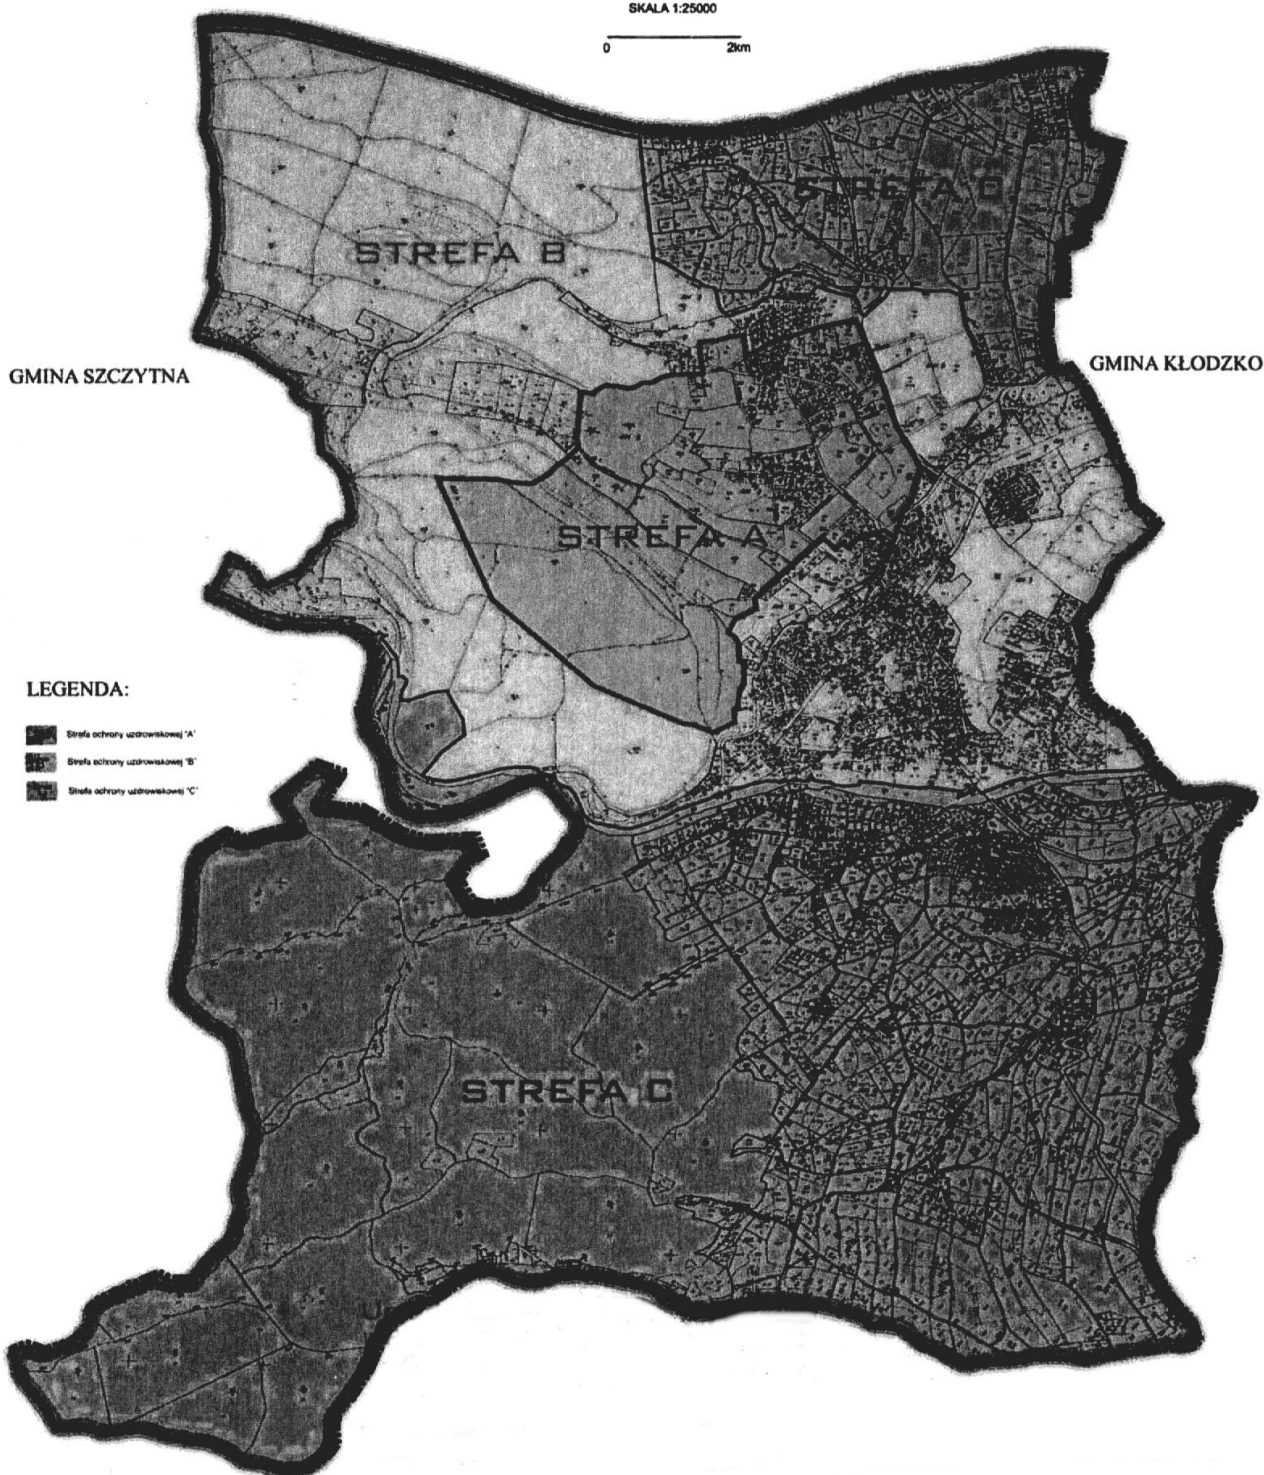 SKALA 1:25000
0 2km
STREFA C
STREFA B
GMINA SZCZYTNA
GMINA KŁODZKO
STREFA A
LEGENDA:
Strefa ochrony uzdrowiskowej "A"
Strefa ochrony uzdrowiskowej "B"
Strefa ochrony uzdrowiskowej "C"
STREFA C